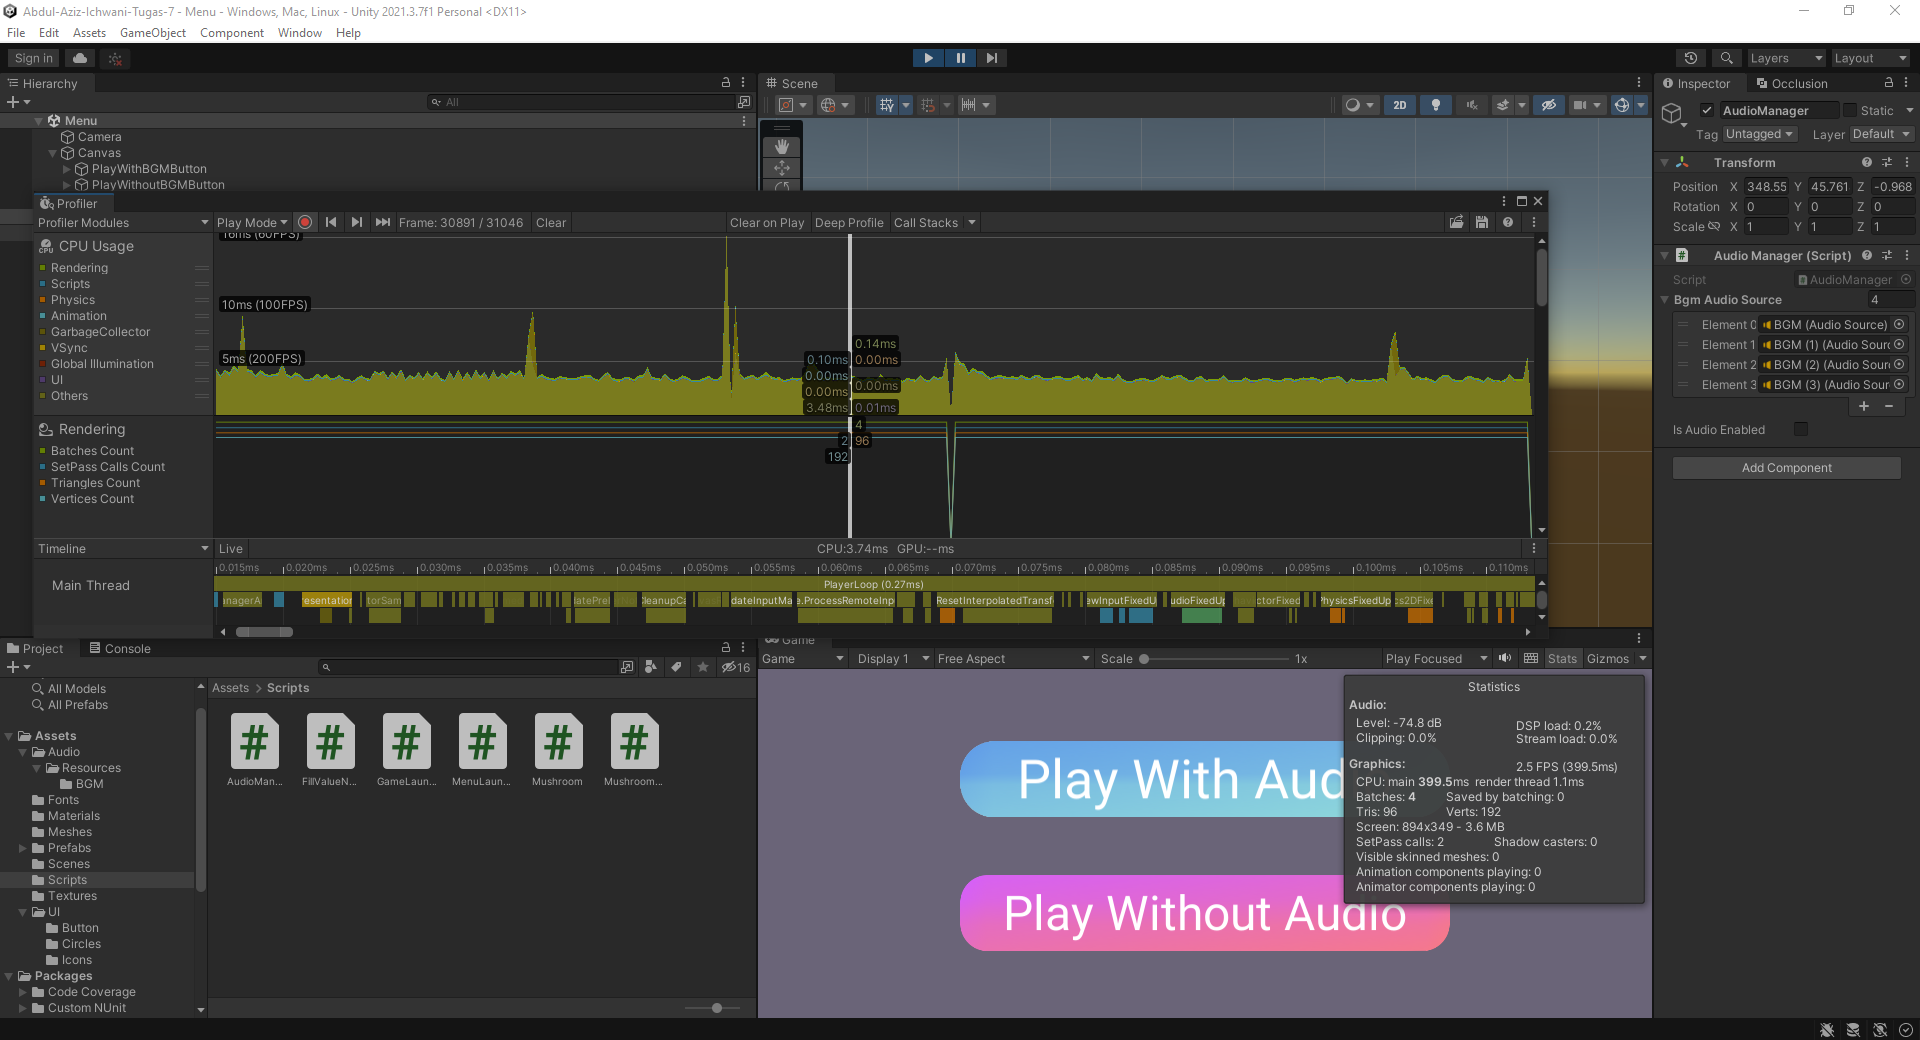 Abdul-Aziz-Ichwani-Tugas-7 - Menu - Windows, Mac, Linux - Unity 2021.3.7f1 Personal <DX11>
File Edit Assets GameObject Component Window Help
Sign in
Layers Layout
Hierarchy
All
Menu
Camera
Canvas
PlayWithBGMButton
PlayWithoutBGMButton
Scene
2D
Profiler
Profiler Modules
Play Mode
Frame: 30891 / 31046
Clear
Clear on Play
Deep Profile
Call Stacks
CPU Usage
Rendering
Scripts
Physics
Animation
GarbageCollector
VSync
Global Illumination
UI
Others
16ms (60FPS)
10ms (100FPS)
5ms (200FPS)
0.14ms
0.10ms 0.00ms
0.00ms
0.00ms 0.00ms
3.48ms 0.01ms
4
2 96
192
Rendering
Batches Count
SetPass Calls Count
Triangles Count
Vertices Count
Timeline
Live
CPU:3.74ms GPU:--ms
0.015ms 0.020ms 0.025ms 0.030ms 0.035ms 0.040ms 0.045ms 0.050ms 0.055ms 0.060ms 0.065ms 0.070ms 0.075ms 0.080ms 0.085ms 0.090ms 0.095ms 0.100ms 0.105ms 0.110ms
Main Thread
PlayerLoop (0.27ms)
esentation
torSam
tatePrel
CleanupCa
dateInputMa
e.ProcessRemoteInp
ResetInterpolatedTransf
ewInputFixedU
udioFixedUp
ctorFixed
PhysicsFixedUp
cs2DFix
Inspector
Occlusion
AudioManager
Static
Tag Untagged Layer Default
Transform
Position X 348.55 Y 45.761 Z -0.968
Rotation X 0 Y 0 Z 0
Scale X 1 Y 1 Z 1
Audio Manager (Script)
Script AudioManager
Bgm Audio Source 4
Element 0 BGM (Audio Source)
Element 1 BGM (1) (Audio Sourc
Element 2 BGM (2) (Audio Sour
Element 3 BGM (3) (Audio Sour
Is Audio Enabled
Add Component
Project
Console
16
All Models
All Prefabs
Assets
Audio
Resources
BGM
Fonts
Materials
Meshes
Prefabs
Scenes
Scripts
Textures
UI
Button
Circles
Icons
Packages
Code Coverage
Custom NUnit
Assets > Scripts
AudioMan...
FillValueN...
GameLaun...
MenuLaun...
Mushroom
Mushroom...
Game
Game
Display 1
Free Aspect
Scale
1x
Play Focused
Stats
Gizmos
Play With Aud
Play Without Audio
Statistics
Audio:
Level: -74.8 dB DSP load: 0.2%
Clipping: 0.0% Stream load: 0.0%
Graphics: 2.5 FPS (399.5ms)
CPU: main 399.5ms render thread 1.1ms
Batches: 4 Saved by batching: 0
Tris: 96 Verts: 192
Screen: 894x349 - 3.6 MB
SetPass calls: 2 Shadow casters: 0
Visible skinned meshes: 0
Animation components playing: 0
Animator components playing: 0